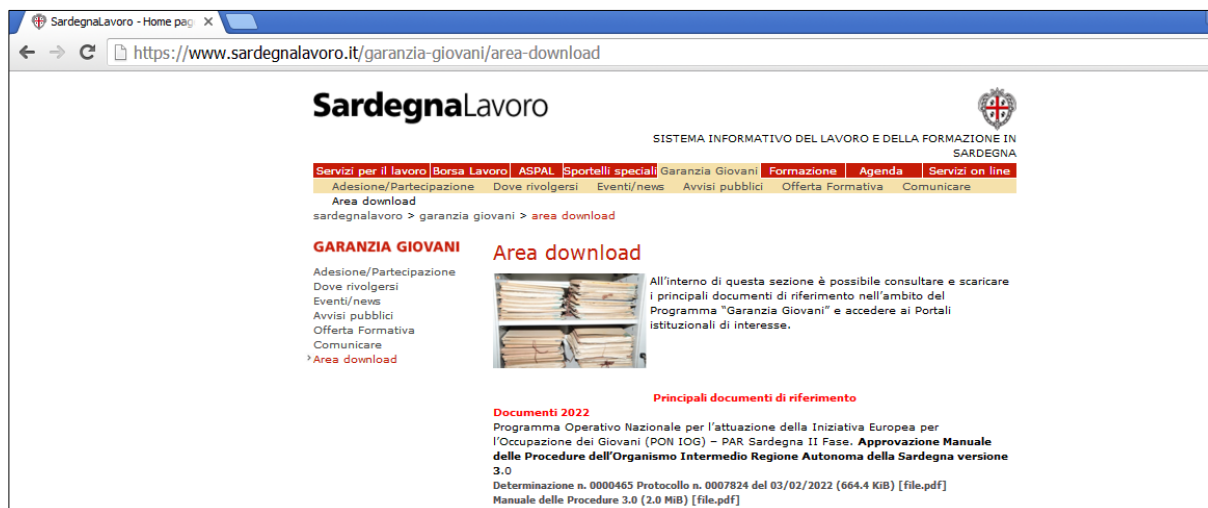 SardegnaLavoro - Home pag
https://www.sardegnalavoro.it/garanzia-giovani/area-download
SardegnaLavoro
SISTEMA INFORMATIVO DEL LAVORO E DELLA FORMAZIONE IN
SARDEGNA
Servizi per il lavoro Borsa Lavoro ASPAL Sportelli speciali Garanzia Giovani Formazione Agenda Servizi on line
Adesione/Partecipazione Dove rivolgersi Eventi/news Avvisi pubblici Offerta Formativa Comunicare
Area download
sardegnalavoro > garanzia giovani > area download
GARANZIA GIOVANI
Adesione/Partecipazione
Dove rivolgersi
Eventi/news
Avvisi pubblici
Offerta Formativa
Comunicare
Area download
Area download
All'interno di questa sezione è possibile consultare e scaricare
i principali documenti di riferimento nell'ambito del
Programma "Garanzia Giovani" e accedere ai Portali
istituzionali di interesse.
Principali documenti di riferimento
Documenti 2022
Programma Operativo Nazionale per l'attuazione della Iniziativa Europea per
l'Occupazione dei Giovani (PON IOG) – PAR Sardegna II Fase. Approvazione Manuale
delle Procedure dell'Organismo Intermedio Regione Autonoma della Sardegna versione
3.0
Determinazione n. 0000465 Protocollo n. 0007824 del 03/02/2022 (664.4 KiB) [file.pdf]
Manuale delle Procedure 3.0 (2.0 MiB) [file.pdf]